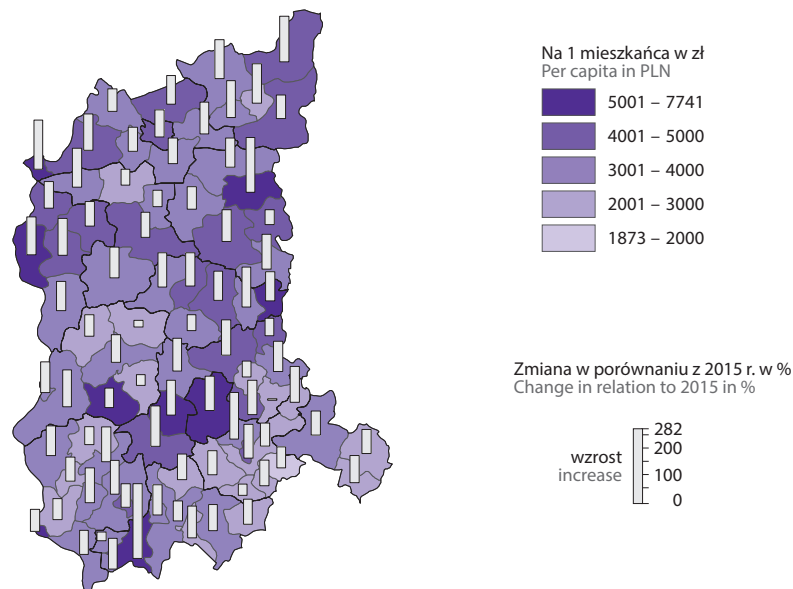 Na 1 mieszkańca w zł
Per capita in PLN
5001 – 7741
4001 – 5000
3001 – 4000
2001 – 3000
1873 – 2000
Zmiana w porównaniu z 2015 r. w %
Change in relation to 2015 in %
wzrost
increase
282
200
100
0